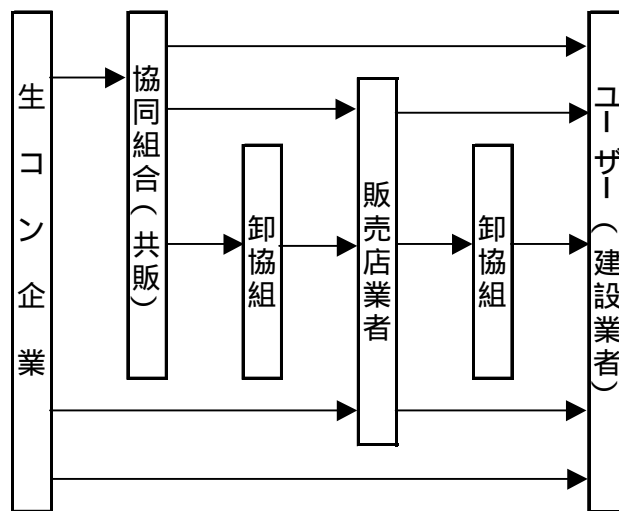 生コン企業
協同組合（共販）
卸協組
販売店業者
卸協組
ユーザー（建設業者）